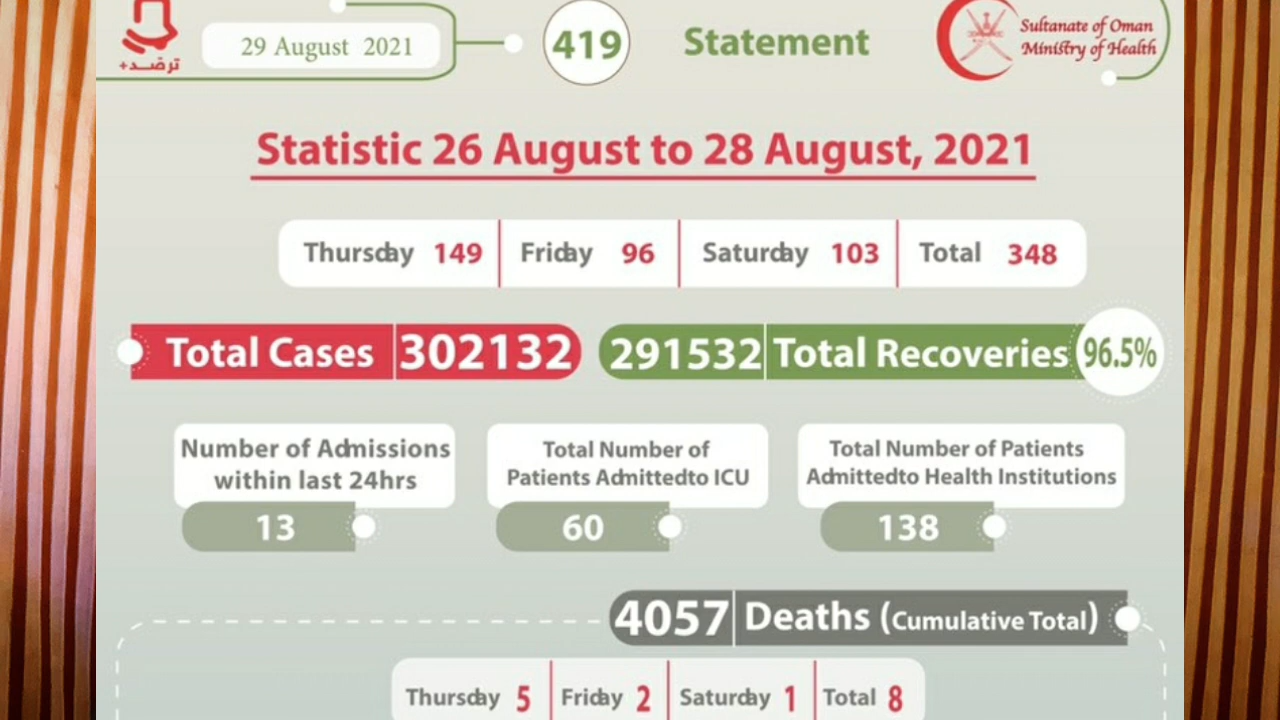 ترصّد+
29 August 2021
419
Statement
Sultanate of Oman
Ministry of Health
Statistic 26 August to 28 August, 2021
Thursday 149 Friday 96 Saturday 103 Total 348
Total Cases 302132 291532 Total Recoveries 96.5%
Number of Admissions
within last 24hrs
13
Total Number of
Patients Admittedto ICU
60
Total Number of Patients
Admittedto Health Institutions
138
4057 Deaths (Cumulative Total)
Thursday 5 Friday 2 Saturday 1 Total 8